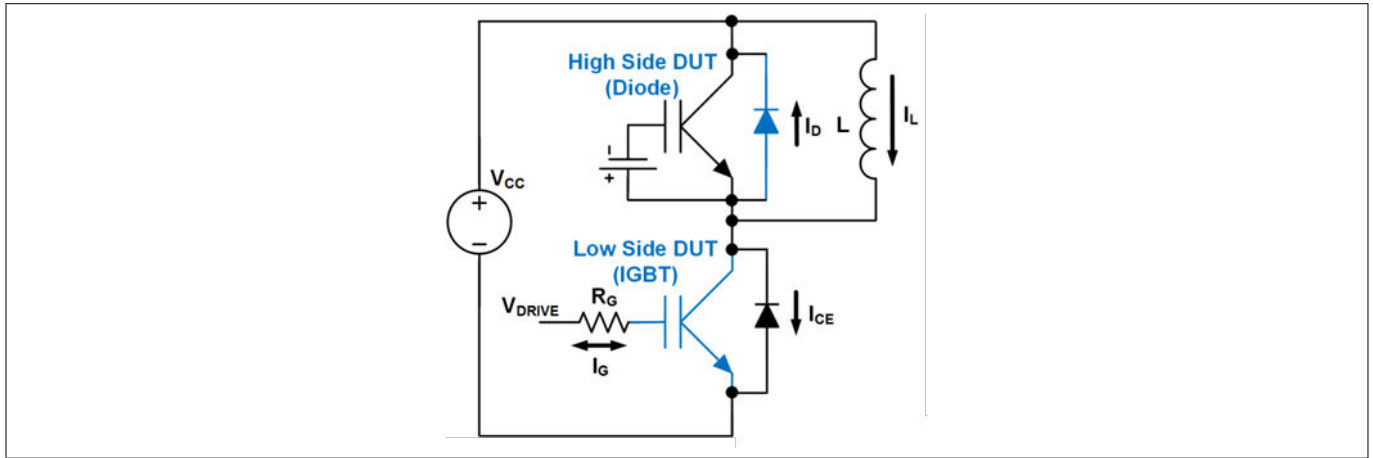 High Side DUT
(Diode)
I_D
L
I_L
-
+
V_CC
+
−
Low Side DUT
(IGBT)
V_DRIVE
R_G
I_G
I_CE